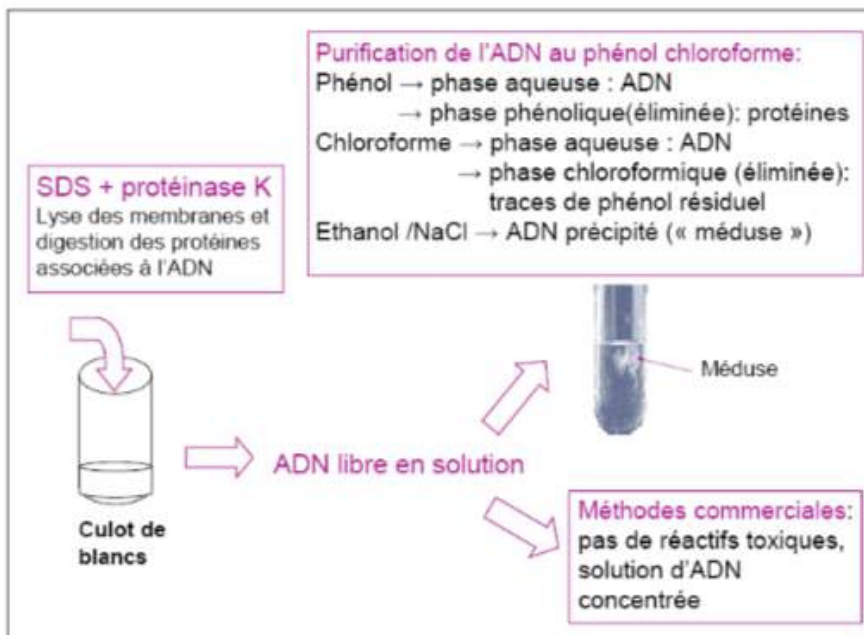 Purification de l'ADN au phénol chloroforme:
Phénol → phase aqueuse : ADN
→ phase phénolique(éliminée): protéines
Chloroforme → phase aqueuse : ADN
→ phase chloroformique (éliminée):
traces de phénol résiduel
Ethanol /NaCl → ADN précipité (« méduse »)
SDS + protéinase K
Lyse des membranes et
digestion des protéines
associées à l'ADN
Méduse
ADN libre en solution
Culot de
blancs
Méthodes commerciales:
pas de réactifs toxiques,
solution d'ADN
concentrée